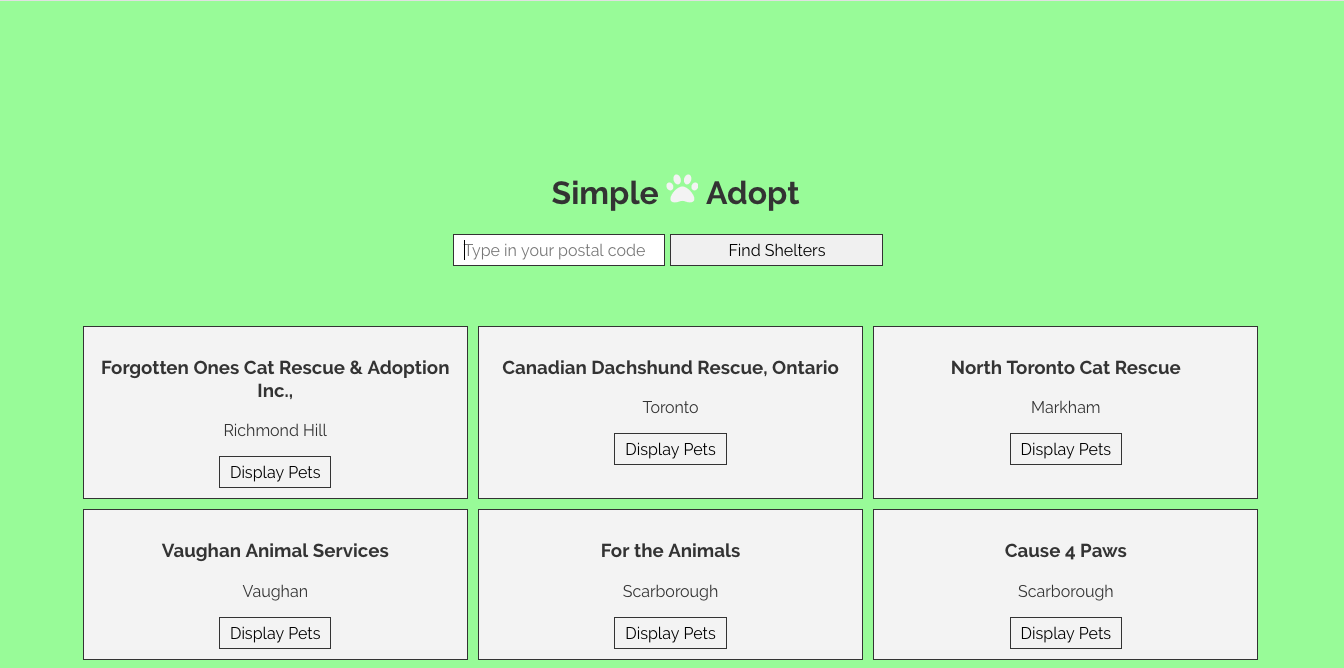 Simple Adopt
Type in your postal code
Find Shelters
Forgotten Ones Cat Rescue & Adoption
Inc.,
Richmond Hill
Display Pets
Canadian Dachshund Rescue, Ontario
Toronto
Display Pets
North Toronto Cat Rescue
Markham
Display Pets
Vaughan Animal Services
Vaughan
Display Pets
For the Animals
Scarborough
Display Pets
Cause 4 Paws
Scarborough
Display Pets